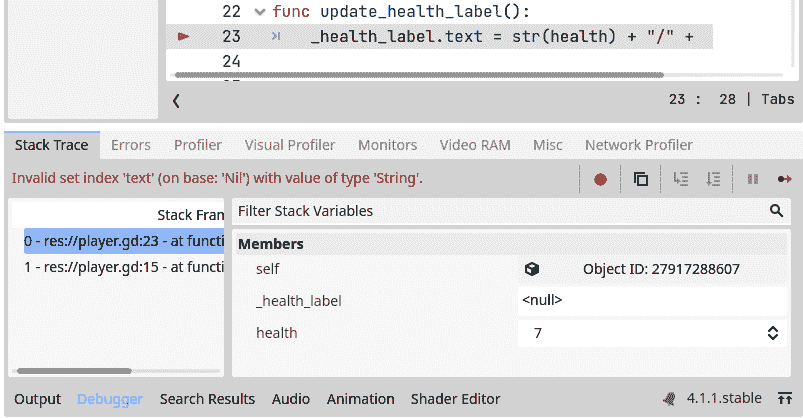 22 func update_health_label():
23 _health_label.text = str(health) + "/" +
24
23 : 28 | Tabs
Stack Trace Errors Profiler Visual Profiler Monitors Video RAM Misc Network Profiler
Invalid set index 'text' (on base: 'Nil') with value of type 'String'.
Stack Fran
Filter Stack Variables
0 - res://player.gd:23 - at functi
1 - res://player.gd:15 - at functi
Members
self Object ID: 27917288607
_health_label <null>
health 7
Output Debugger Search Results Audio Animation Shader Editor 4.1.1.stable